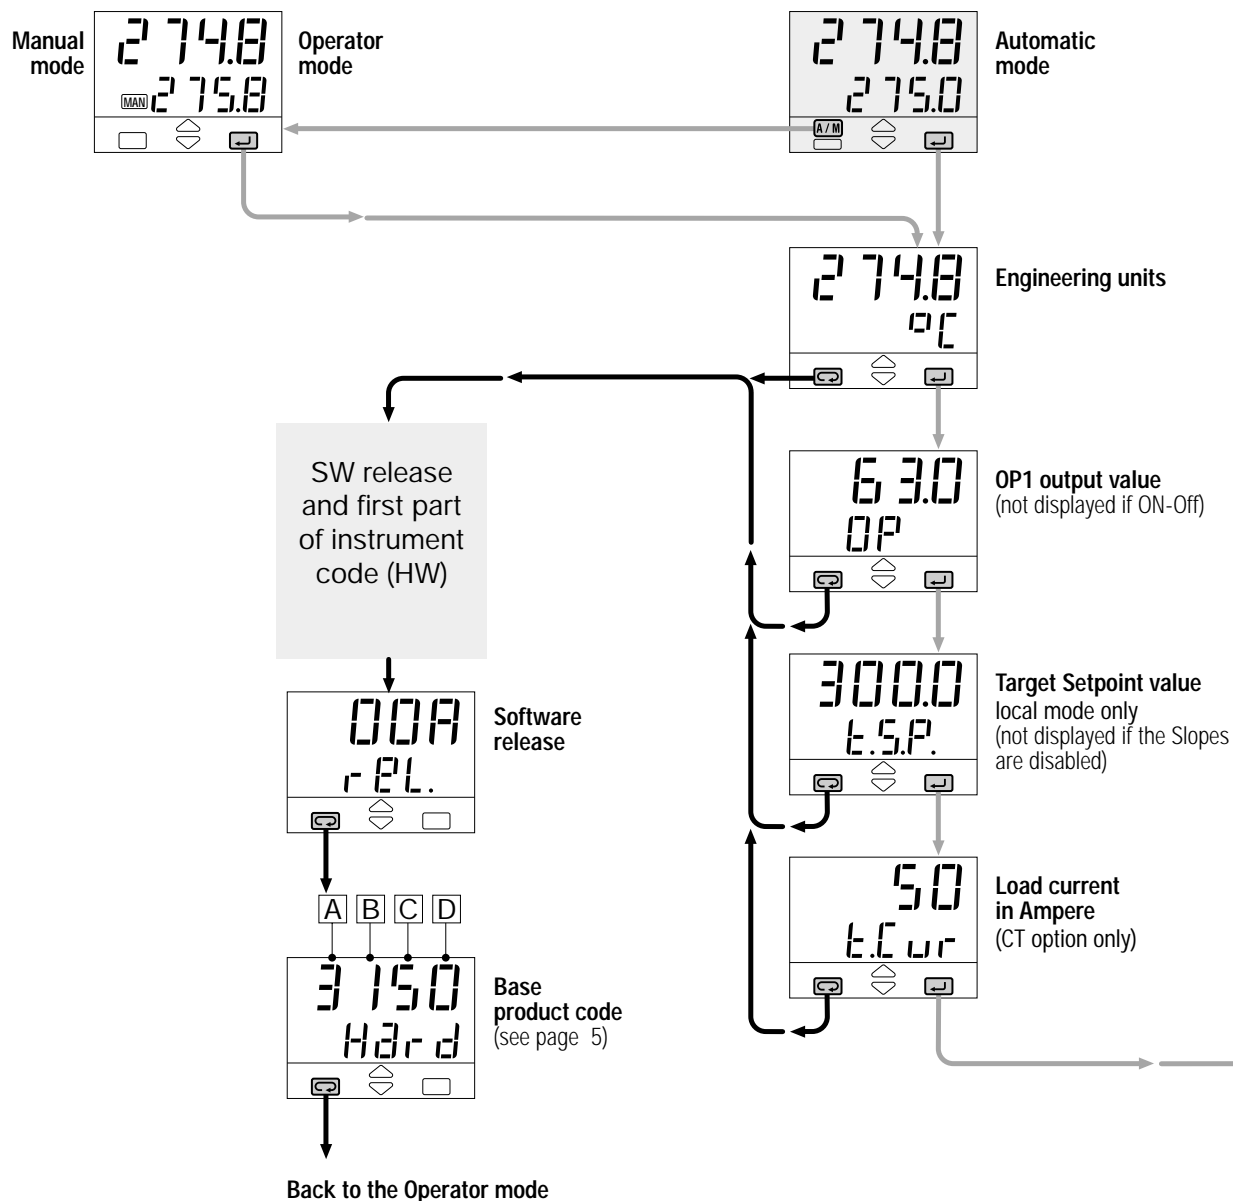 Manual
mode
274.8
MAN 275.8
Operator
mode
274.8
275.0
A / M
Automatic
mode
274.8
°C
Engineering units
SW release
and first part
of instrument
code (HW)
63.0
OP
OP1 output value
(not displayed if ON-Off)
300.0
t.S.P.
Target Setpoint value
local mode only
(not displayed if the Slopes
are disabled)
00A
rEL.
Software
release
50
t.Cur
Load current
in Ampere
(CT option only)
A B C D
3150
Hard
Base
product code
(see page 5)
Back to the Operator mode